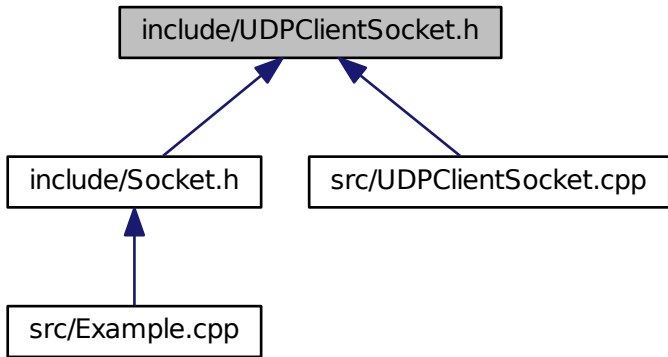 include/UDPClientSocket.h
include/Socket.h
src/UDPClientSocket.cpp
src/Example.cpp